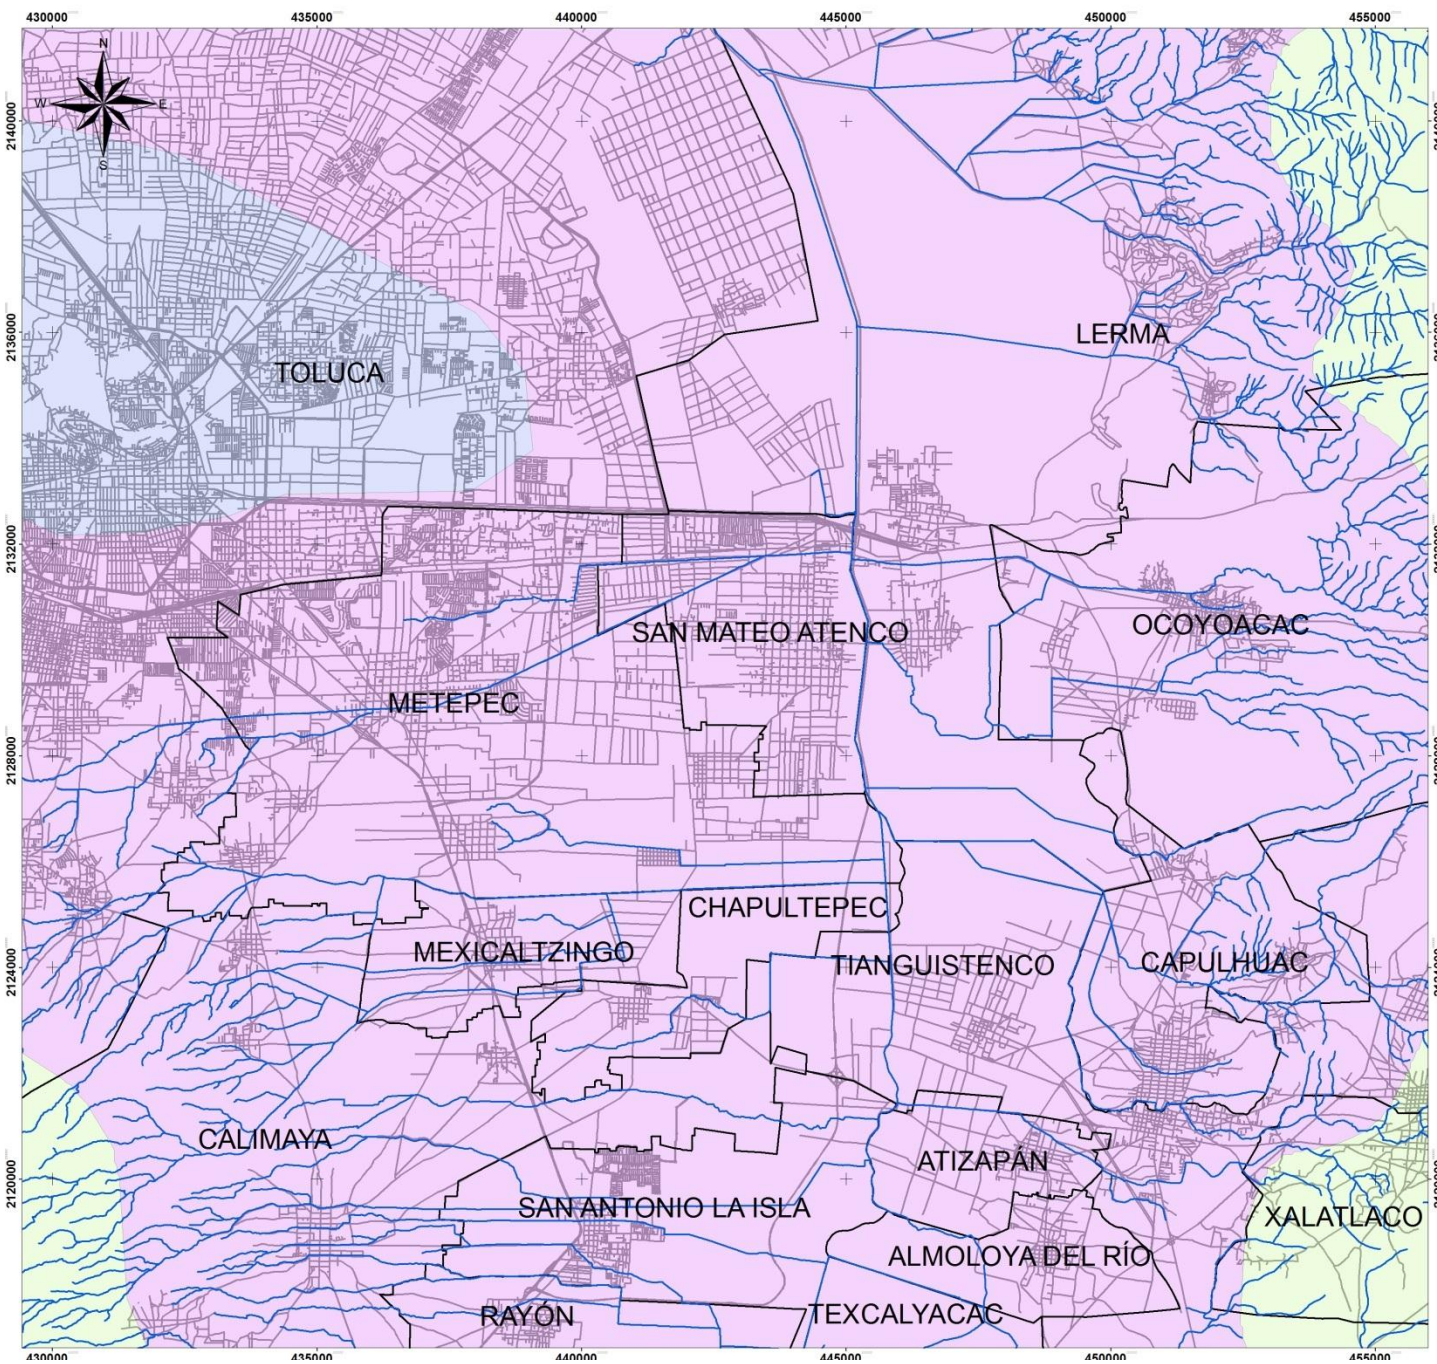 430000 435000 440000 445000 450000 455000
N
W E
S
2140000
2136000
LERMA
TOLUCA
2132000
OCOYOACAC
SAN MATEO ATENCO
METEPEC
2128000
CHAPULTEPEC
MEXICALTZINGO
TIANGUISTENCO
CAPULHUAC
2124000
CALIMAYA
ATIZAPÁN
2120000
SAN ANTONIO LA ISLA
XALATLACO
ALMOLOYA DEL RÍO
RAYÓN
TEXCALYACAC
430000 435000 440000 445000 450000 455000